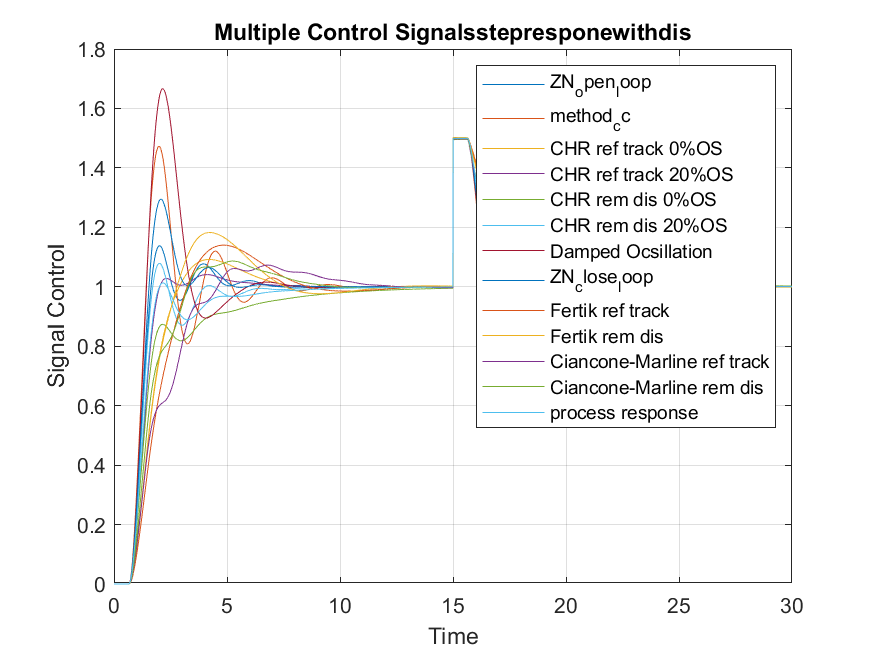 Multiple Control Signalsstepresponewithdis
1.8
1.6
1.4
1.2
1
0.8
0.6
0.4
0.2
0
Signal Control
0 5 10 15 20 25 30
Time
ZNopenloop
methodcc
CHR ref track 0%OS
CHR ref track 20%OS
CHR rem dis 0%OS
CHR rem dis 20%OS
Damped Ocsillation
ZNcloseloop
Fertik ref track
Fertik rem dis
Ciancone-Marline ref track
Ciancone-Marline rem dis
process response